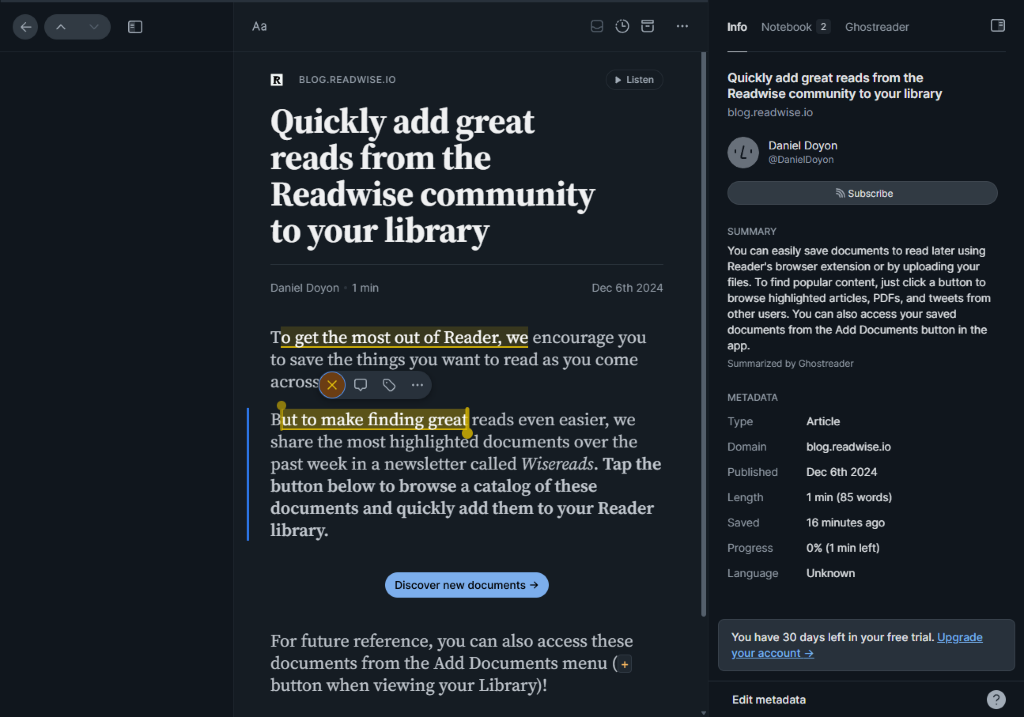 Aa
Info
Notebook 2
Ghostreader
R BLOG.READWISE.IO
Listen
Quickly add great
reads from the
Readwise community
to your library
Daniel Doyon · 1 min
Dec 6th 2024
To get the most out of Reader, we encourage you
to save the things you want to read as you come
across
But to make finding great reads even easier, we
share the most highlighted documents over the
past week in a newsletter called Wisereads. Tap the
button below to browse a catalog of these
documents and quickly add them to your Reader
library.
Discover new documents →
For future reference, you can also access these
documents from the Add Documents menu (+
button when viewing your Library)!
Quickly add great reads from the
Readwise community to your library
blog.readwise.io
Daniel Doyon
@DanielDoyon
Subscribe
SUMMARY
You can easily save documents to read later using
Reader's browser extension or by uploading your
files. To find popular content, just click a button to
browse highlighted articles, PDFs, and tweets from
other users. You can also access your saved
documents from the Add Documents button in the
app.
Summarized by Ghostreader
METADATA
Type Article
Domain blog.readwise.io
Published Dec 6th 2024
Length 1 min (85 words)
Saved 16 minutes ago
Progress 0% (1 min left)
Language Unknown
You have 30 days left in your free trial. Upgrade
your account →
Edit metadata
?